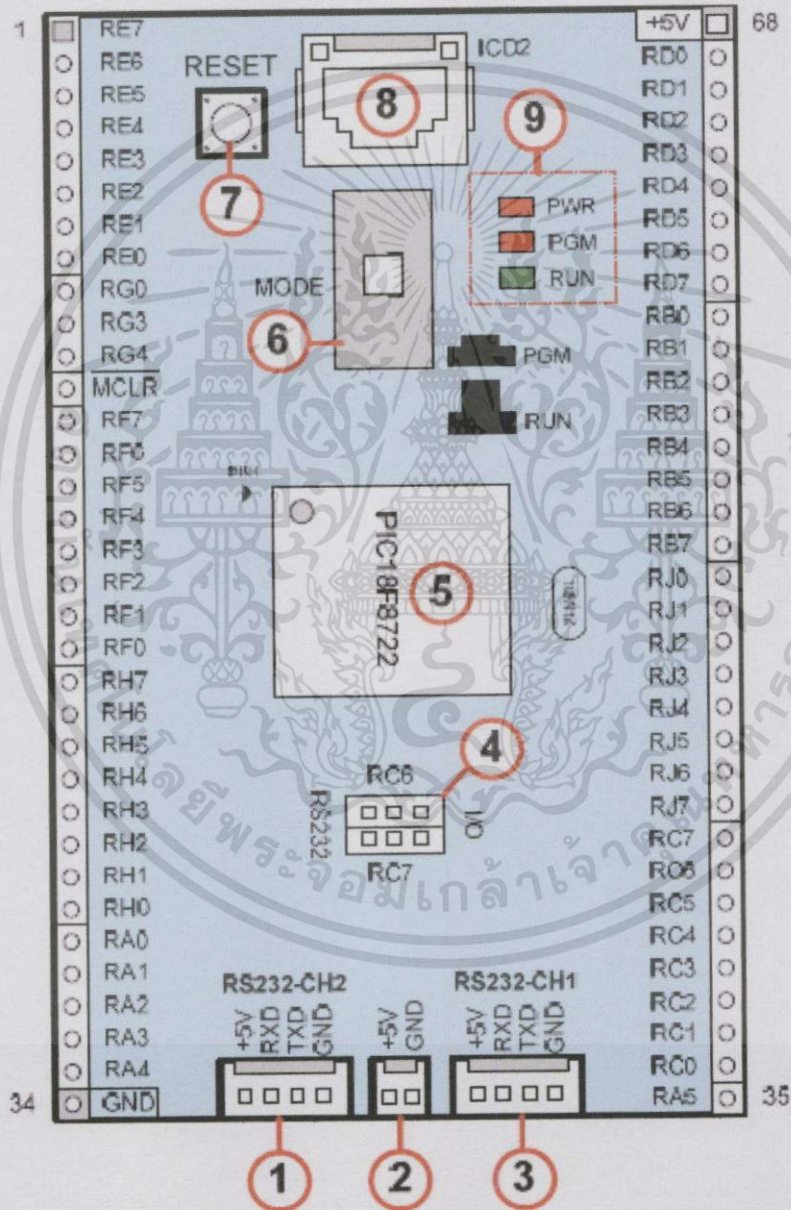 1
RE7
RE6
RE5
RE4
RE3
RE2
RE1
RE0
RG0
RG3
RG4
MCLR
RF7
RF6
RF5
RF4
RF3
RF2
RF1
RF0
RH7
RH6
RH5
RH4
RH3
RH2
RH1
RH0
RA0
RA1
RA2
RA3
RA4
34 GND
RESET
7
ICD2
8
9
PWR
PGM
RUN
MODE
6
PGM
RUN
PIC18F8722
5
4
RC6
RS232
I/O
RC7
RS232-CH2
+5V
RXD
TXD
GND
+5V
GND
RS232-CH1
+5V
RXD
TXD
GND
1
2
3
+5V 68
RD0
RD1
RD2
RD3
RD4
RD5
RD6
RD7
RB0
RB1
RB2
RB3
RB4
RB5
RB6
RB7
RJ0
RJ1
RJ2
RJ3
RJ4
RJ5
RJ6
RJ7
RC7
RC6
RC5
RC4
RC3
RC2
RC1
RC0
RA5 35